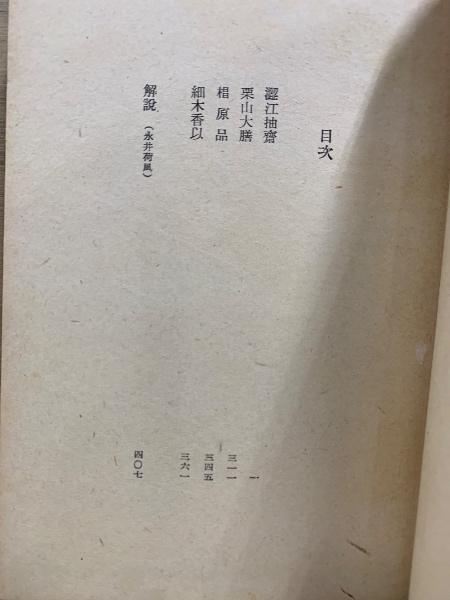 目次
澀江抽齋 一
栗山大膳 三一一
椙原品 三四五
細木香以 三六一
解說（永井荷風） 四〇七